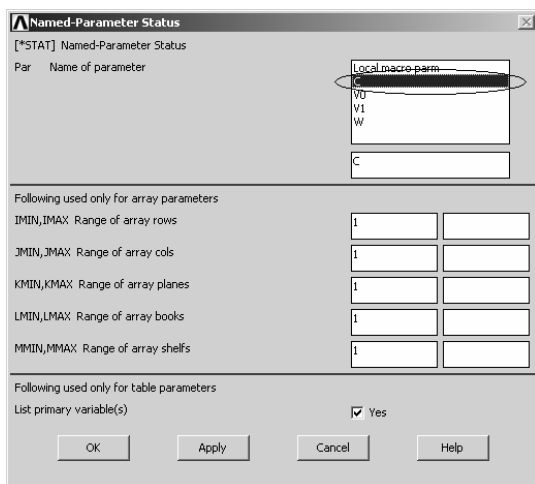 Named-Parameter Status
[*STAT] Named-Parameter Status
Par Name of parameter
Local macro parm
C
V0
V1
W
C
Following used only for array parameters
IMIN,IMAX Range of array rows
1
JMIN,JMAX Range of array cols
1
KMIN,KMAX Range of array planes
1
LMIN,LMAX Range of array books
1
MMIN,MMAX Range of array shelfs
1
Following used only for table parameters
List primary variable(s)
Yes
OK Apply Cancel Help